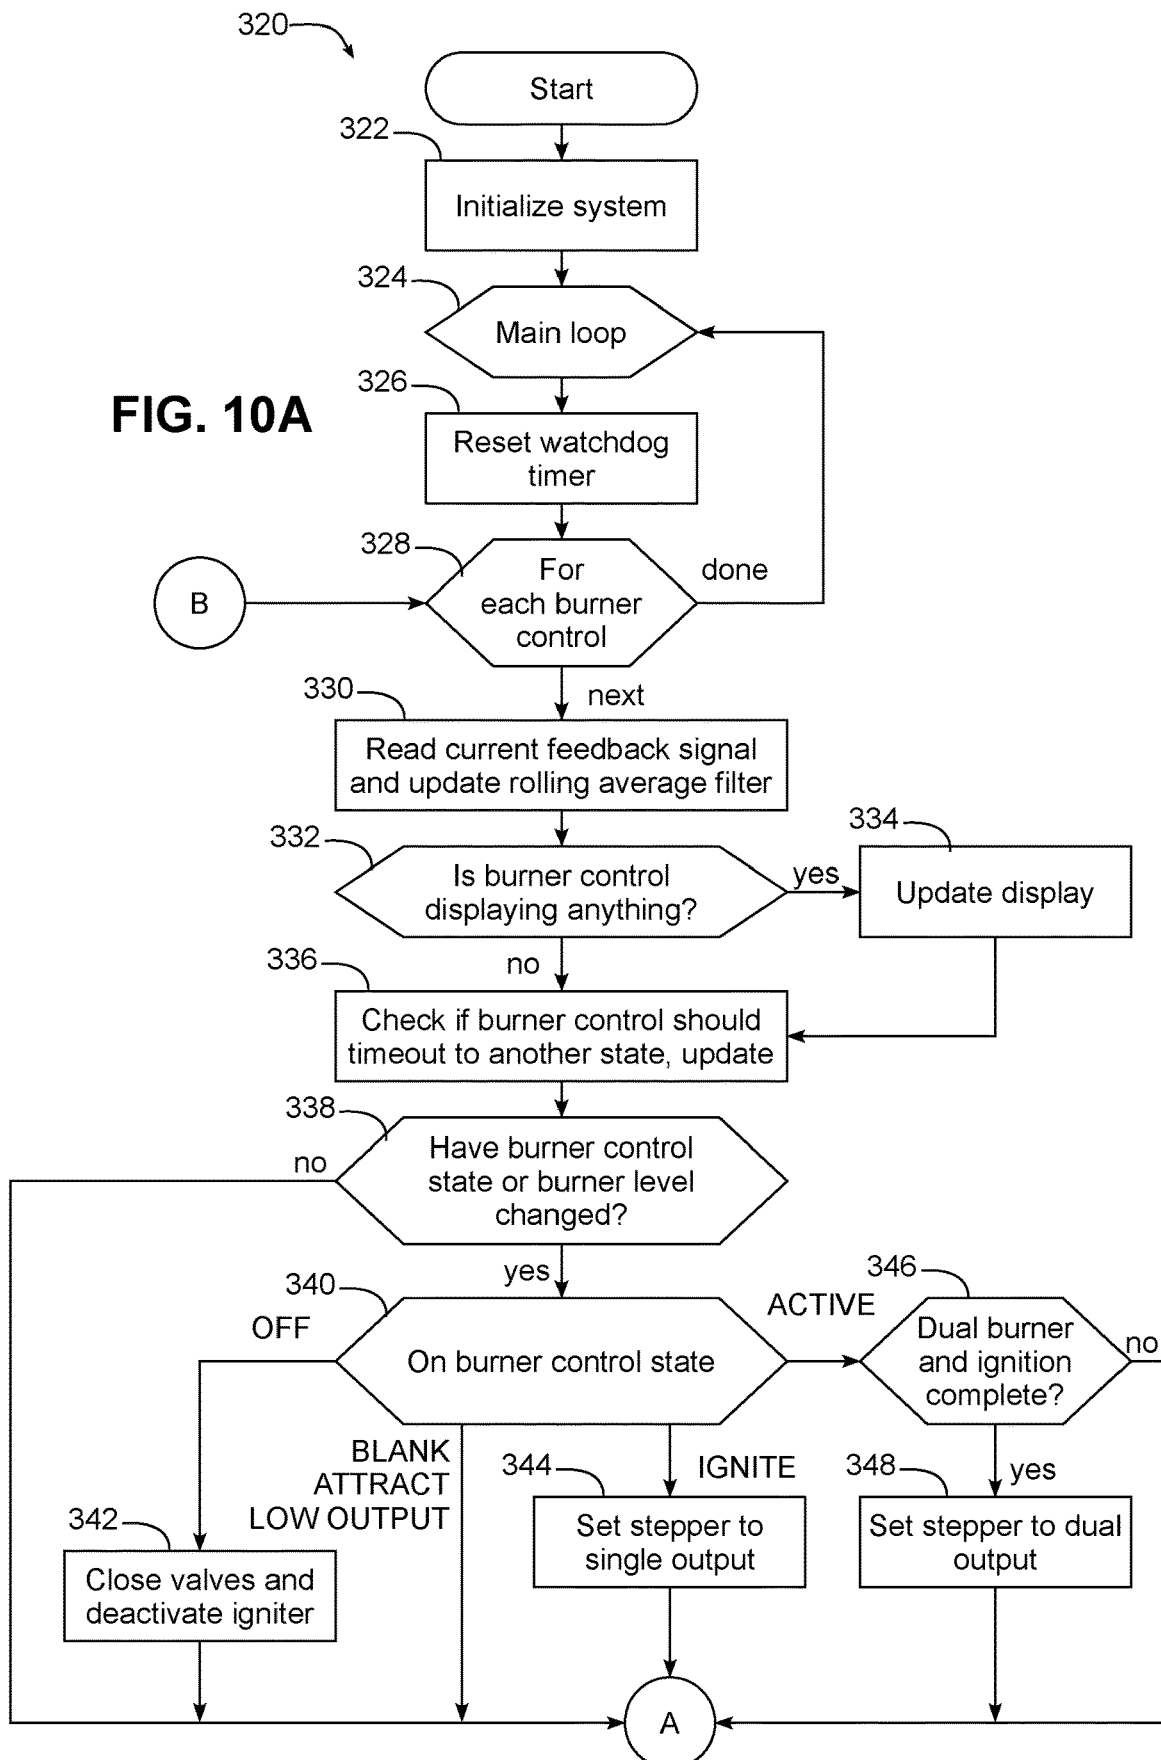 320
Start
322
Initialize system
324
Main loop
326
FIG. 10A
Reset watchdog
timer
328
For
each burner
control
done
B
next
330
Read current feedback signal
and update rolling average filter
332
334
Is burner control
displaying anything?
yes
Update display
no
336
Check if burner control should
timeout to another state, update
338
Have burner control
state or burner level
changed?
no
yes
340
346
OFF
ACTIVE
On burner control state
Dual burner
and ignition
complete?
no
BLANK
ATTRACT
LOW OUTPUT
344
IGNITE
348
yes
342
Set stepper to
single output
Set stepper to dual
output
Close valves and
deactivate igniter
A